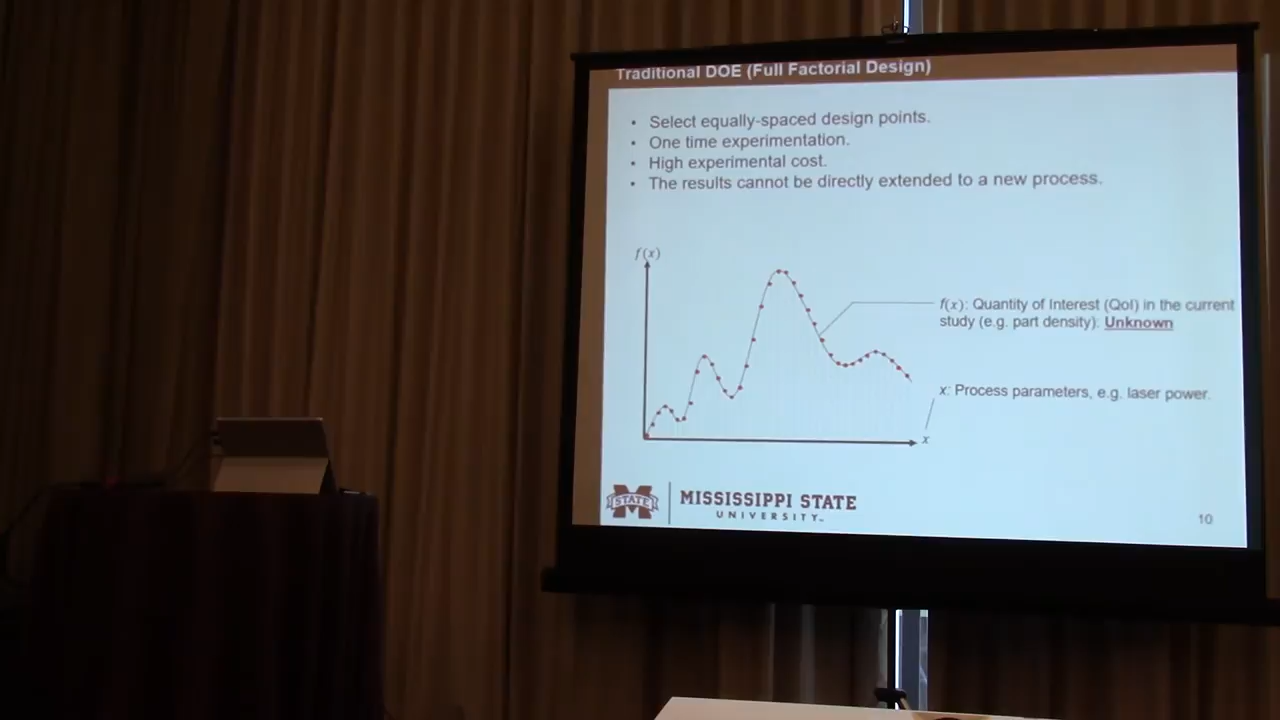 Traditional DOE (Full Factorial Design)
• Select equally-spaced design points.
• One time experimentation.
• High experimental cost.
• The results cannot be directly extended to a new process.
f(x)
f(x): Quantity of Interest (QoI) in the current
study (e.g. part density): Unknown
x: Process parameters, e.g. laser power.
x
STATE
MISSISSIPPI STATE
UNIVERSITY™
10